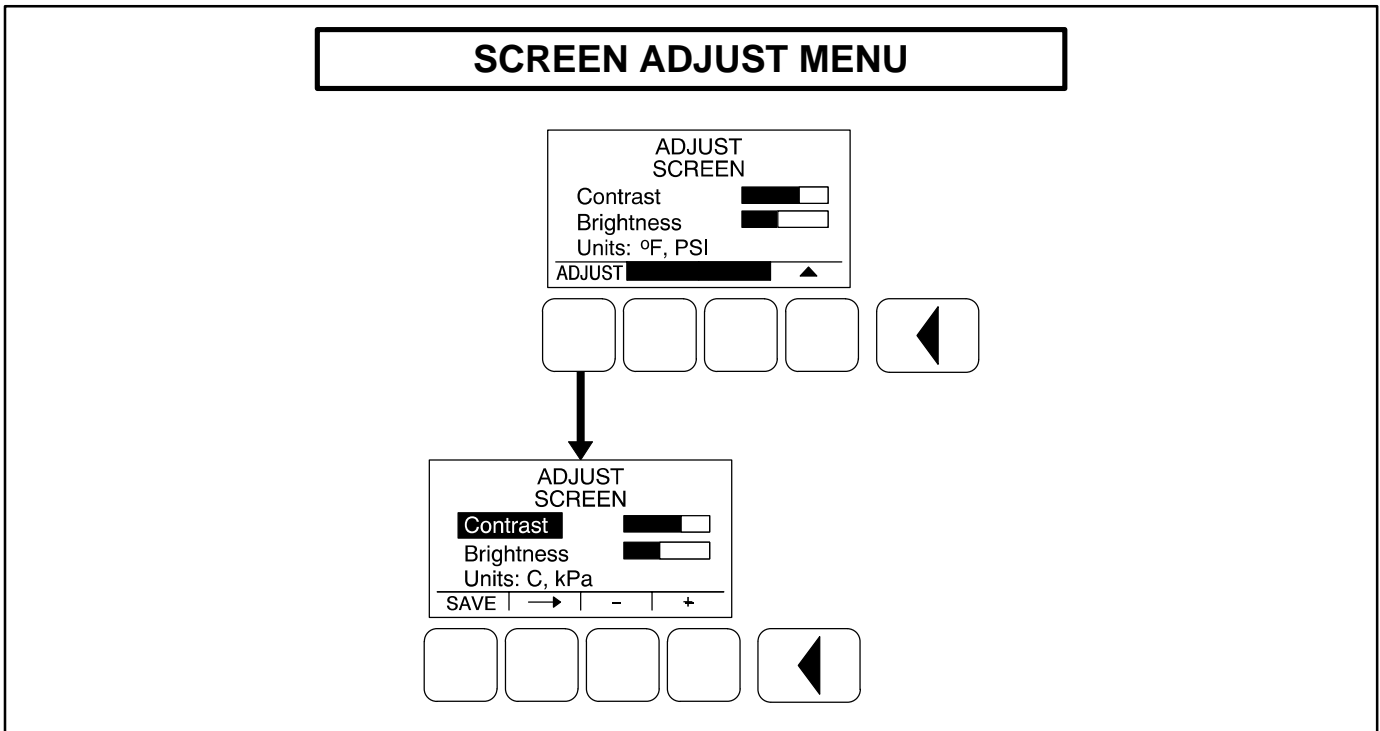 SCREEN ADJUST MENU
ADJUST
SCREEN
Contrast
Brightness
Units: ºF, PSI
ADJUST
ADJUST
SCREEN
Contrast
Brightness
Units: C, kPa
SAVE → - +